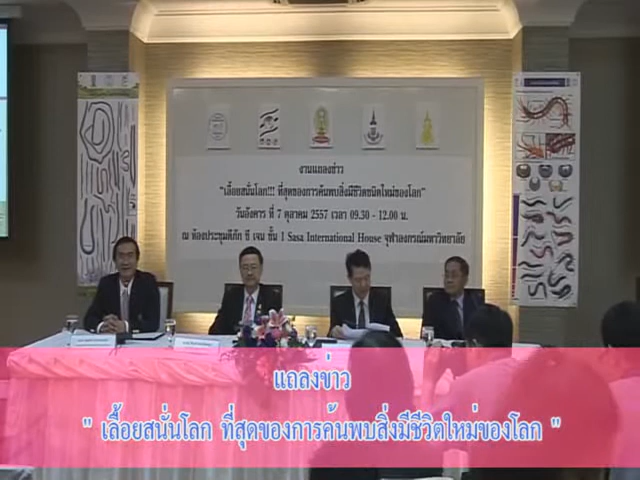 งานแถลงข่าว
"เลื้อยสนั่นโลก!!! ที่สุดของการค้นพบสิ่งมีชีวิตชนิดใหม่ของโลก"
วันอังคาร ที่ 7 ตุลาคม 2557 เวลา 09.30 - 12.00 น.
ณ ห้องประชุมดีภัก ซี เจน ชั้น 1 Sasa International House จุฬาลงกรณ์มหาวิทยาลัย
แถลงข่าว
" เลื้อยสนั่นโลก ที่สุดของการค้นพบสิ่งมีชีวิตใหม่ของโลก "